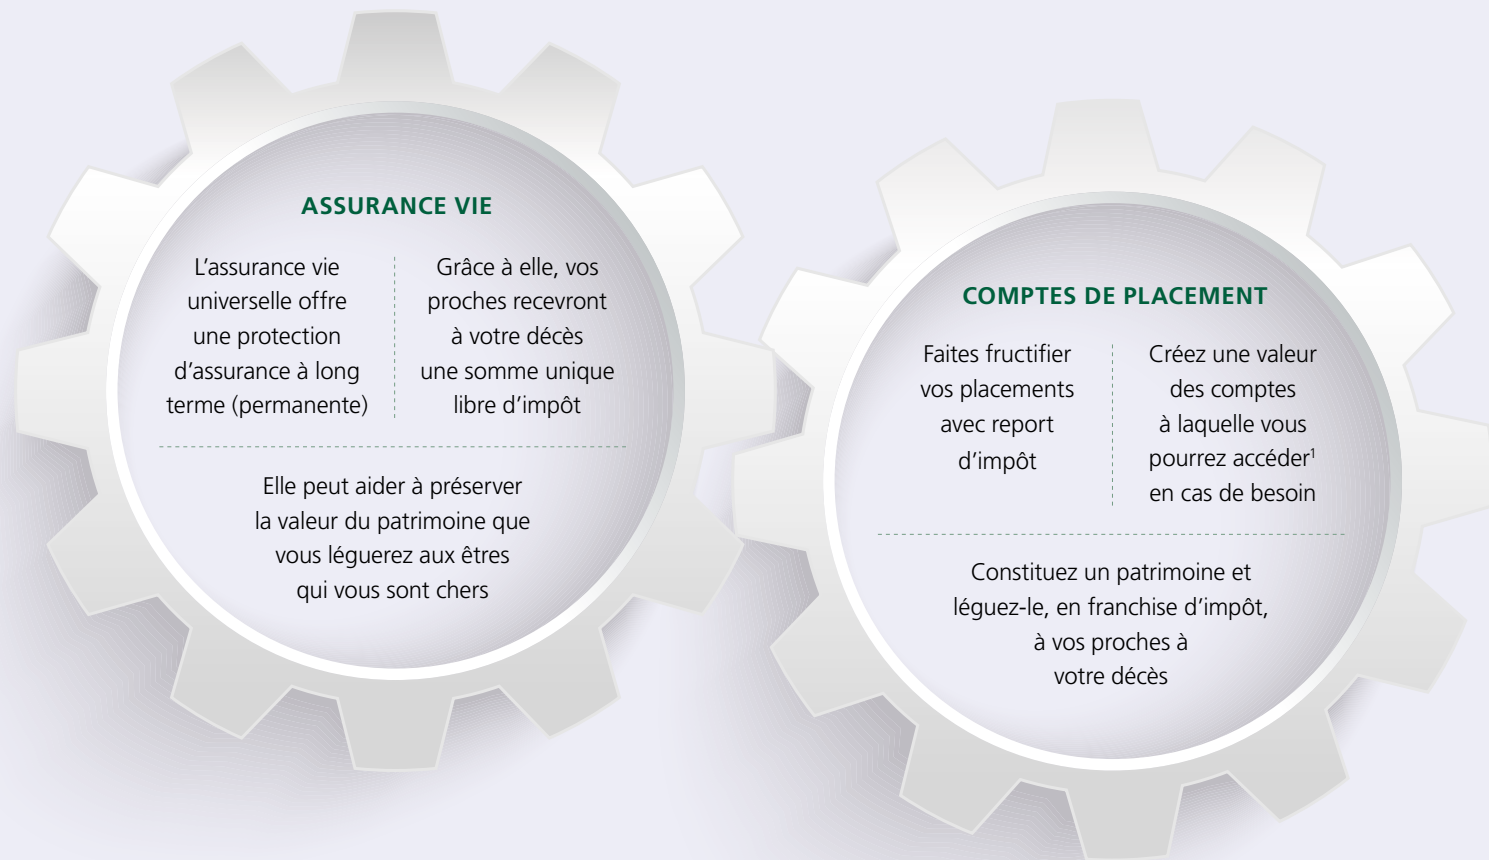 ASSURANCE VIE
L’assurance vie
universelle offre
une protection
d’assurance à long
terme (permanente)
Grâce à elle, vos
proches recevront
à votre décès
une somme unique
libre d’impôt
Elle peut aider à préserver
la valeur du patrimoine que
vous léguerez aux êtres
qui vous sont chers
COMPTES DE PLACEMENT
Faites fructifier
vos placements
avec report
d’impôt
Créez une valeur
des comptes
à laquelle vous
pourrez accéder¹
en cas de besoin
Constituez un patrimoine et
léguez-le, en franchise d’impôt,
à vos proches à
votre décès